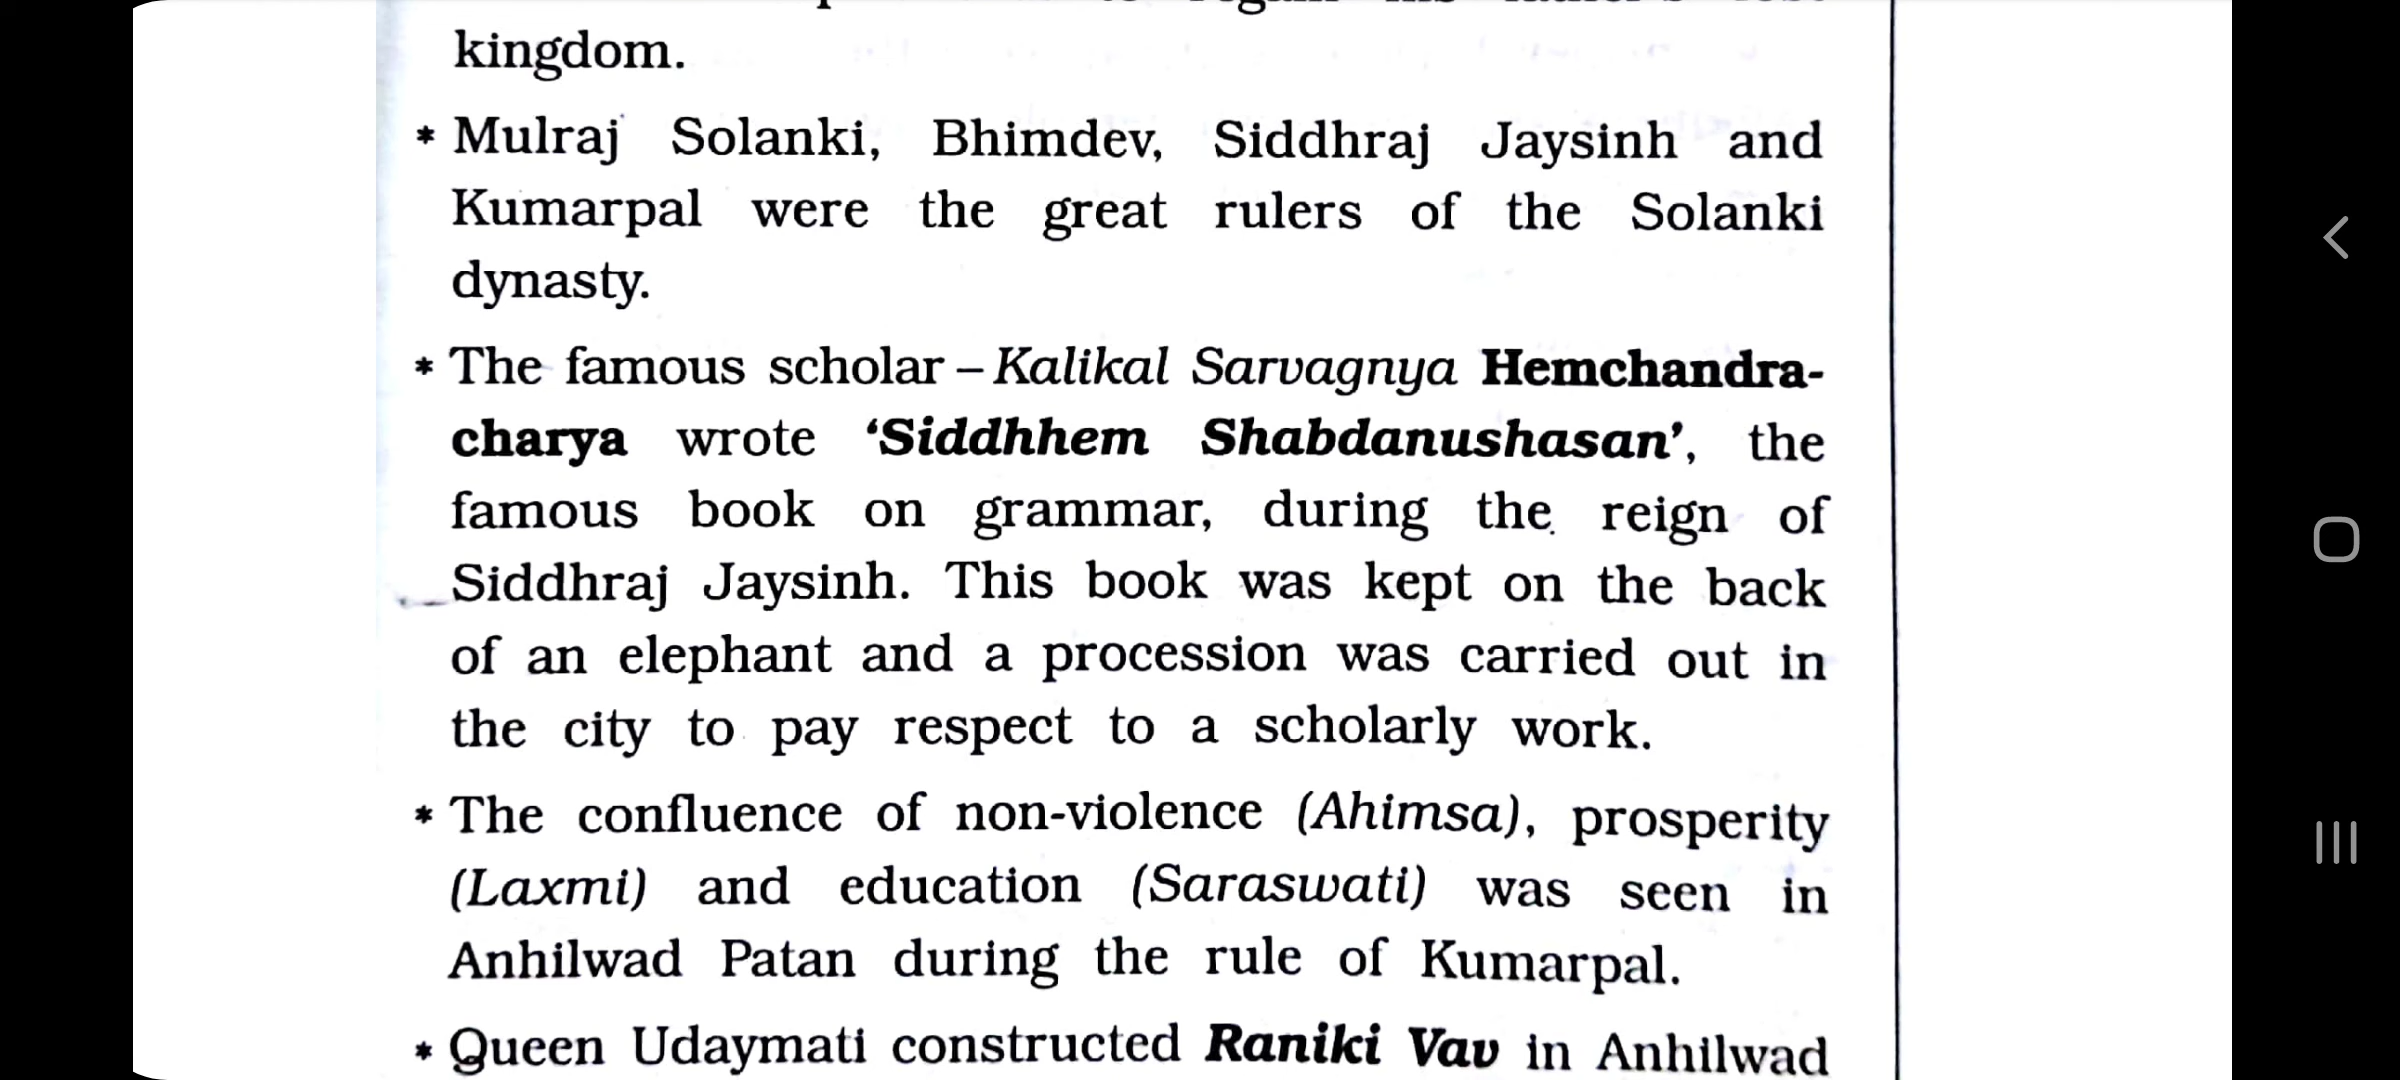 kingdom.
* Mulraj Solanki, Bhimdev, Siddhraj Jaysinh and
Kumarpal were the great rulers of the Solanki
dynasty.
* The famous scholar – Kalikal Sarvagnya Hemchandra-
charya wrote ‘Siddhhem Shabdanushasan’, the
famous book on grammar, during the reign of
Siddhraj Jaysinh. This book was kept on the back
of an elephant and a procession was carried out in
the city to pay respect to a scholarly work.
* The confluence of non-violence (Ahimsa), prosperity
(Laxmi) and education (Saraswati) was seen in
Anhilwad Patan during the rule of Kumarpal.
* Queen Udaymati constructed Raniki Vav in Anhilwad